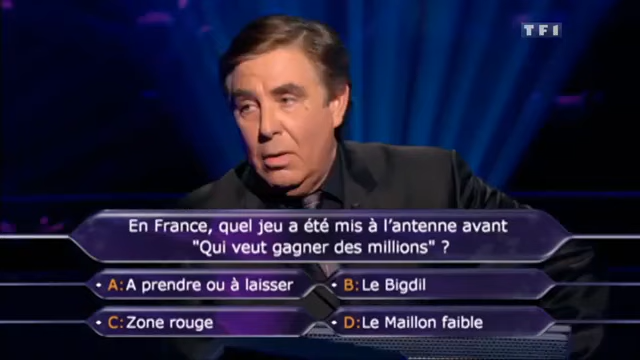 TF1
En France, quel jeu a été mis à l'antenne avant
"Qui veut gagner des millions" ?
A: A prendre ou à laisser
B: Le Bigdil
C: Zone rouge
D: Le Maillon faible